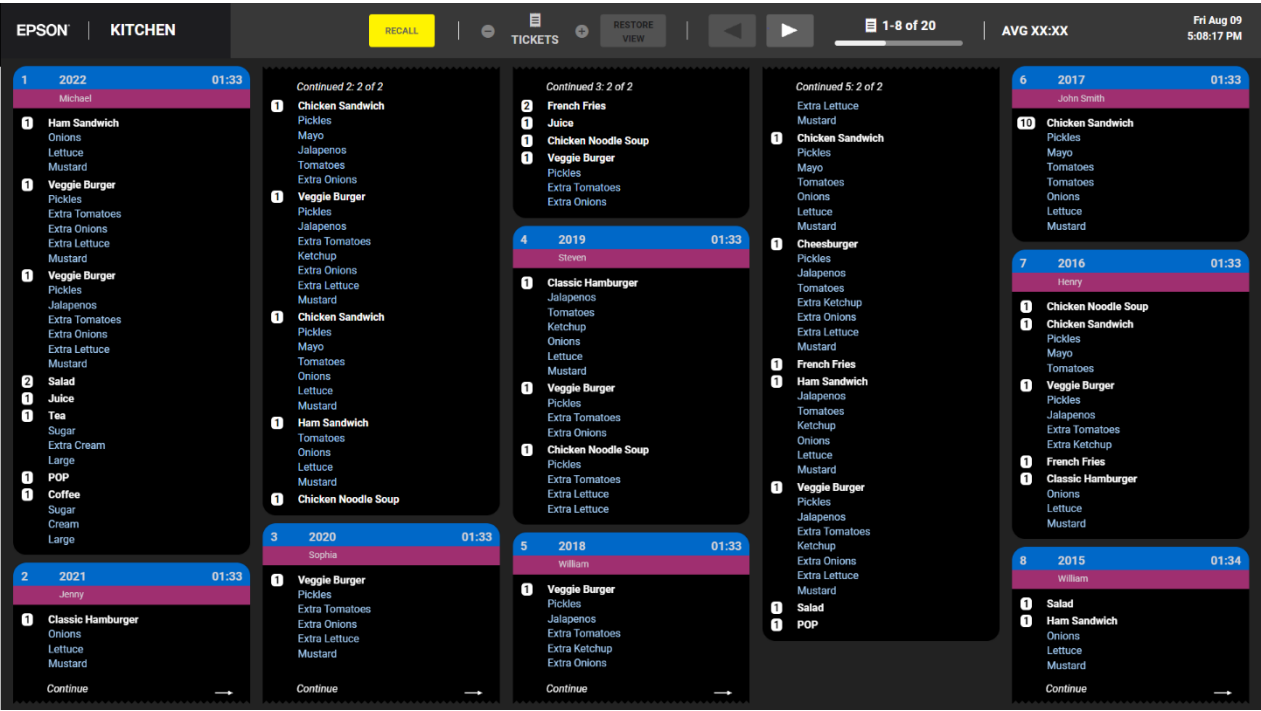 EPSON KITCHEN
RECALL
TICKETS
RESTORE
VIEW
1-8 of 20
AVG XX:XX
Fri Aug 09
5:08:17 PM
1 2022 01:33
Michael
1 Ham Sandwich
Onions
Lettuce
Mustard
1 Veggie Burger
Pickles
Extra Tomatoes
Extra Onions
Extra Lettuce
Mustard
1 Veggie Burger
Pickles
Jalapenos
Extra Tomatoes
Extra Onions
Extra Lettuce
Mustard
2 Salad
1 Juice
1 Tea
Sugar
Extra Cream
Large
1 POP
1 Coffee
Sugar
Cream
Large
2 2021 01:33
Jenny
1 Classic Hamburger
Onions
Lettuce
Mustard
Continue
Continued 2: 2 of 2
1 Chicken Sandwich
Pickles
Mayo
Jalapenos
Tomatoes
Extra Onions
1 Veggie Burger
Pickles
Jalapenos
Extra Tomatoes
Ketchup
Extra Onions
Extra Lettuce
Mustard
1 Chicken Sandwich
Pickles
Mayo
Tomatoes
Onions
Lettuce
Mustard
1 Ham Sandwich
Tomatoes
Onions
Lettuce
Mustard
1 Chicken Noodle Soup
3 2020 01:33
Sophia
1 Veggie Burger
Pickles
Extra Tomatoes
Extra Onions
Extra Lettuce
Mustard
Continue
Continued 3: 2 of 2
2 French Fries
1 Juice
1 Chicken Noodle Soup
1 Veggie Burger
Pickles
Extra Tomatoes
Extra Onions
4 2019 01:33
Steven
1 Classic Hamburger
Jalapenos
Tomatoes
Ketchup
Onions
Lettuce
Mustard
1 Veggie Burger
Pickles
Extra Tomatoes
Extra Onions
1 Chicken Noodle Soup
Pickles
Extra Tomatoes
Extra Lettuce
Extra Lettuce
5 2018 01:33
William
1 Veggie Burger
Pickles
Jalapenos
Extra Tomatoes
Extra Ketchup
Extra Onions
Continue
Continued 5: 2 of 2
Extra Lettuce
Mustard
1 Chicken Sandwich
Pickles
Mayo
Tomatoes
Onions
Lettuce
Mustard
1 Cheesburger
Pickles
Jalapenos
Tomatoes
Extra Ketchup
Extra Onions
Extra Lettuce
Mustard
1 French Fries
1 Ham Sandwich
Jalapenos
Tomatoes
Ketchup
Onions
Lettuce
Mustard
1 Veggie Burger
Pickles
Jalapenos
Extra Tomatoes
Ketchup
Extra Onions
Extra Lettuce
Mustard
1 Salad
1 POP
6 2017 01:33
John Smith
10 Chicken Sandwich
Pickles
Mayo
Tomatoes
Tomatoes
Onions
Lettuce
Mustard
7 2016 01:33
Henry
1 Chicken Noodle Soup
1 Chicken Sandwich
Pickles
Mayo
Tomatoes
1 Veggie Burger
Pickles
Jalapenos
Extra Tomatoes
Extra Ketchup
1 French Fries
1 Classic Hamburger
Onions
Lettuce
Mustard
8 2015 01:34
William
1 Salad
1 Ham Sandwich
Onions
Lettuce
Mustard
Continue